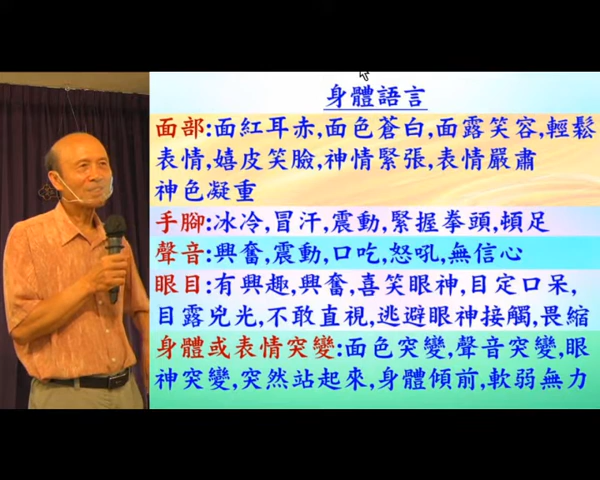 身體語言
面部:面紅耳赤,面色蒼白,面露笑容,輕鬆
表情,嬉皮笑臉,神情緊張,表情嚴肅
神色凝重
手腳:冰冷,冒汗,震動,緊握拳頭,頓足
聲音:興奮,震動,口吃,怒吼,無信心
眼目:有興趣,興奮,喜笑眼神,目定口呆,
目露兇光,不敢直視,逃避眼神接觸,畏縮
身體或表情突變:面色突變,聲音突變,眼
神突變,突然站起來,身體傾前,軟弱無力